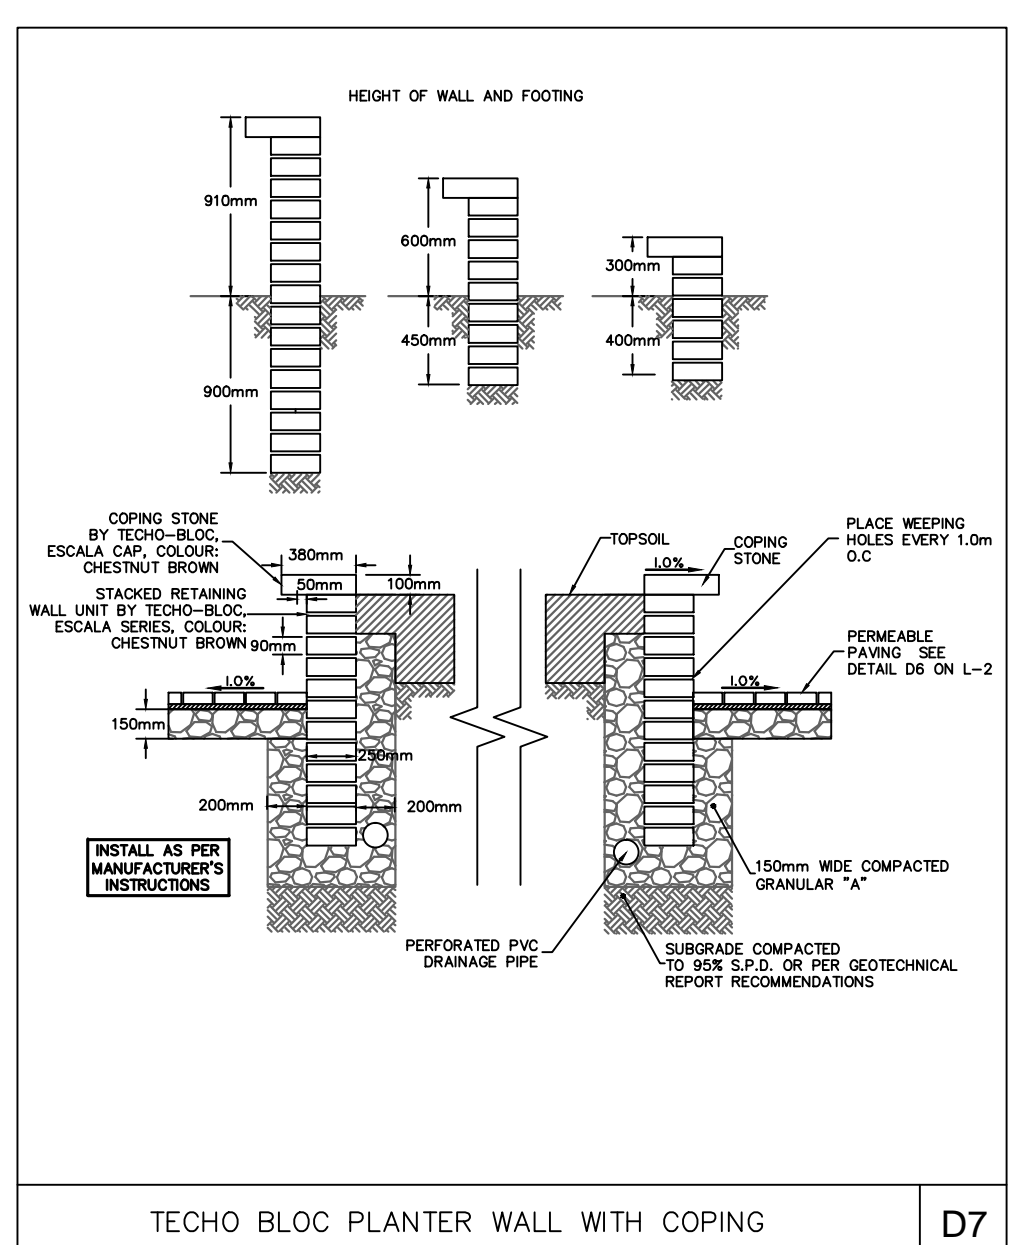 HEIGHT OF WALL AND FOOTING
910mm
900mm
600mm
450mm
300mm
400mm
COPING STONE
BY TECHO-BLOC,
ESCALA CAP, COLOUR:
CHESTNUT BROWN
STACKED RETAINING
WALL UNIT BY TECHO-BLOC,
ESCALA SERIES, COLOUR:
CHESTNUT BROWN
380mm
50mm
100mm
90mm
1.0%
150mm
250mm
200mm
200mm
INSTALL AS PER
MANUFACTURER'S
INSTRUCTIONS
TOPSOIL
1.0%
COPING
STONE
PLACE WEEPING
HOLES EVERY 1.0m
O.C
PERMEABLE
PAVING SEE
DETAIL D6 ON L-2
1.0%
150mm WIDE COMPACTED
GRANULAR "A"
PERFORATED PVC
DRAINAGE PIPE
SUBGRADE COMPACTED
TO 95% S.P.D. OR PER GEOTECHNICAL
REPORT RECOMMENDATIONS
TECHO BLOC PLANTER WALL WITH COPING
D7